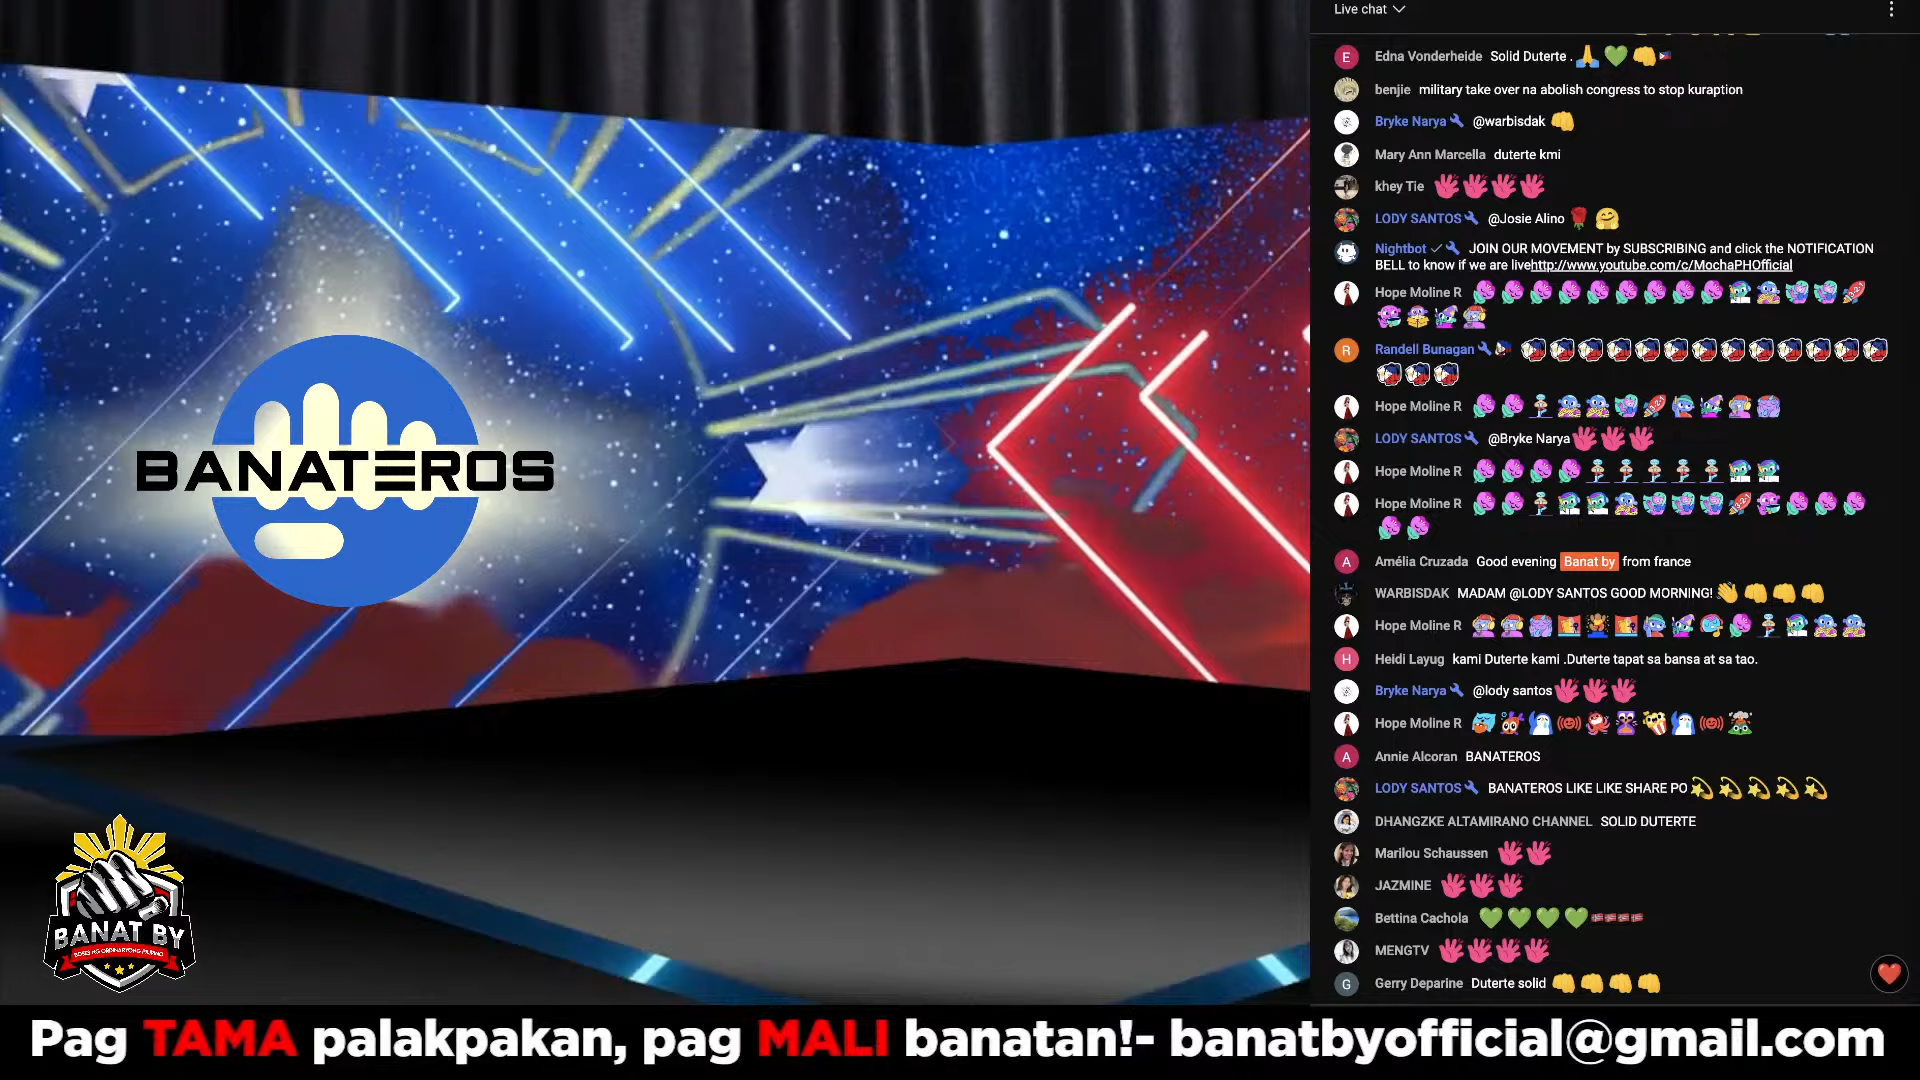 Live chat
Edna Vonderheide Solid Duterte .
benjie military take over na abolish congress to stop kuraption
Bryke Narya @warbisdak
Mary Ann Marcella duterte kmi
khey Tie
LODY SANTOS @Josie Alino
Nightbot JOIN OUR MOVEMENT by SUBSCRIBING and click the NOTIFICATION
BELL to know if we are livehttp://www.youtube.com/c/MochaPHOfficial
Hope Moline R
Randell Bunagan
Hope Moline R
LODY SANTOS @Bryke Narya
Hope Moline R
Hope Moline R
Amélia Cruzada Good evening Banat by from france
WARBISDAK MADAM @LODY SANTOS GOOD MORNING!
Hope Moline R
Heidi Layug kami Duterte kami .Duterte tapat sa bansa at sa tao.
Bryke Narya @lody santos
Hope Moline R
Annie Alcoran BANATEROS
LODY SANTOS BANATEROS LIKE LIKE SHARE PO
DHANGZKE ALTAMIRANO CHANNEL SOLID DUTERTE
Marilou Schaussen
JAZMINE
Bettina Cachola
MENGTV
Gerry Deparine Duterte solid
BANATEROS
BANAT BY
BOSES NG ORDINARYONG PILIPINO
Pag TAMA palakpakan, pag MALI banatan!- banatbyofficial@gmail.com